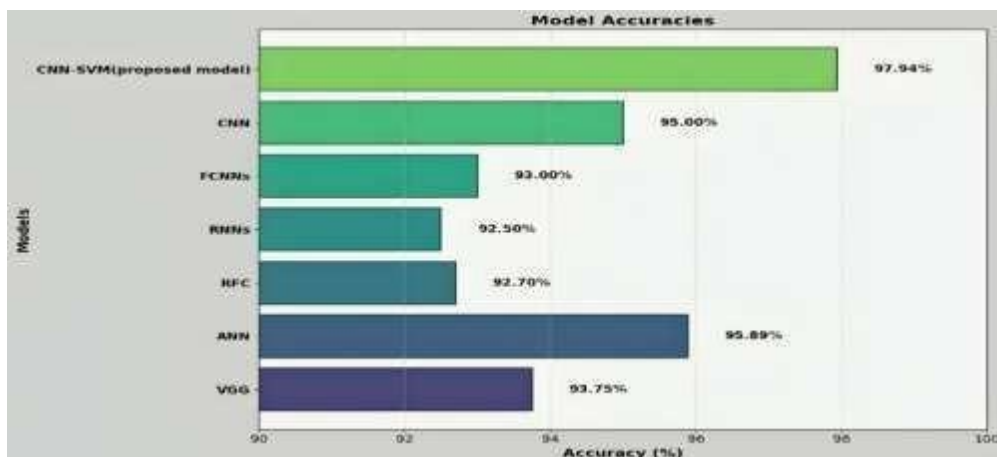 Model Accuracies
CNN-SVM(proposed model)
97.94%
CNN
95.00%
FCNNs
93.00%
RNNs
92.50%
RFC
92.70%
ANN
95.89%
VGG
93.75%
Models
90 92 94 96 98 100
Accuracy (%)